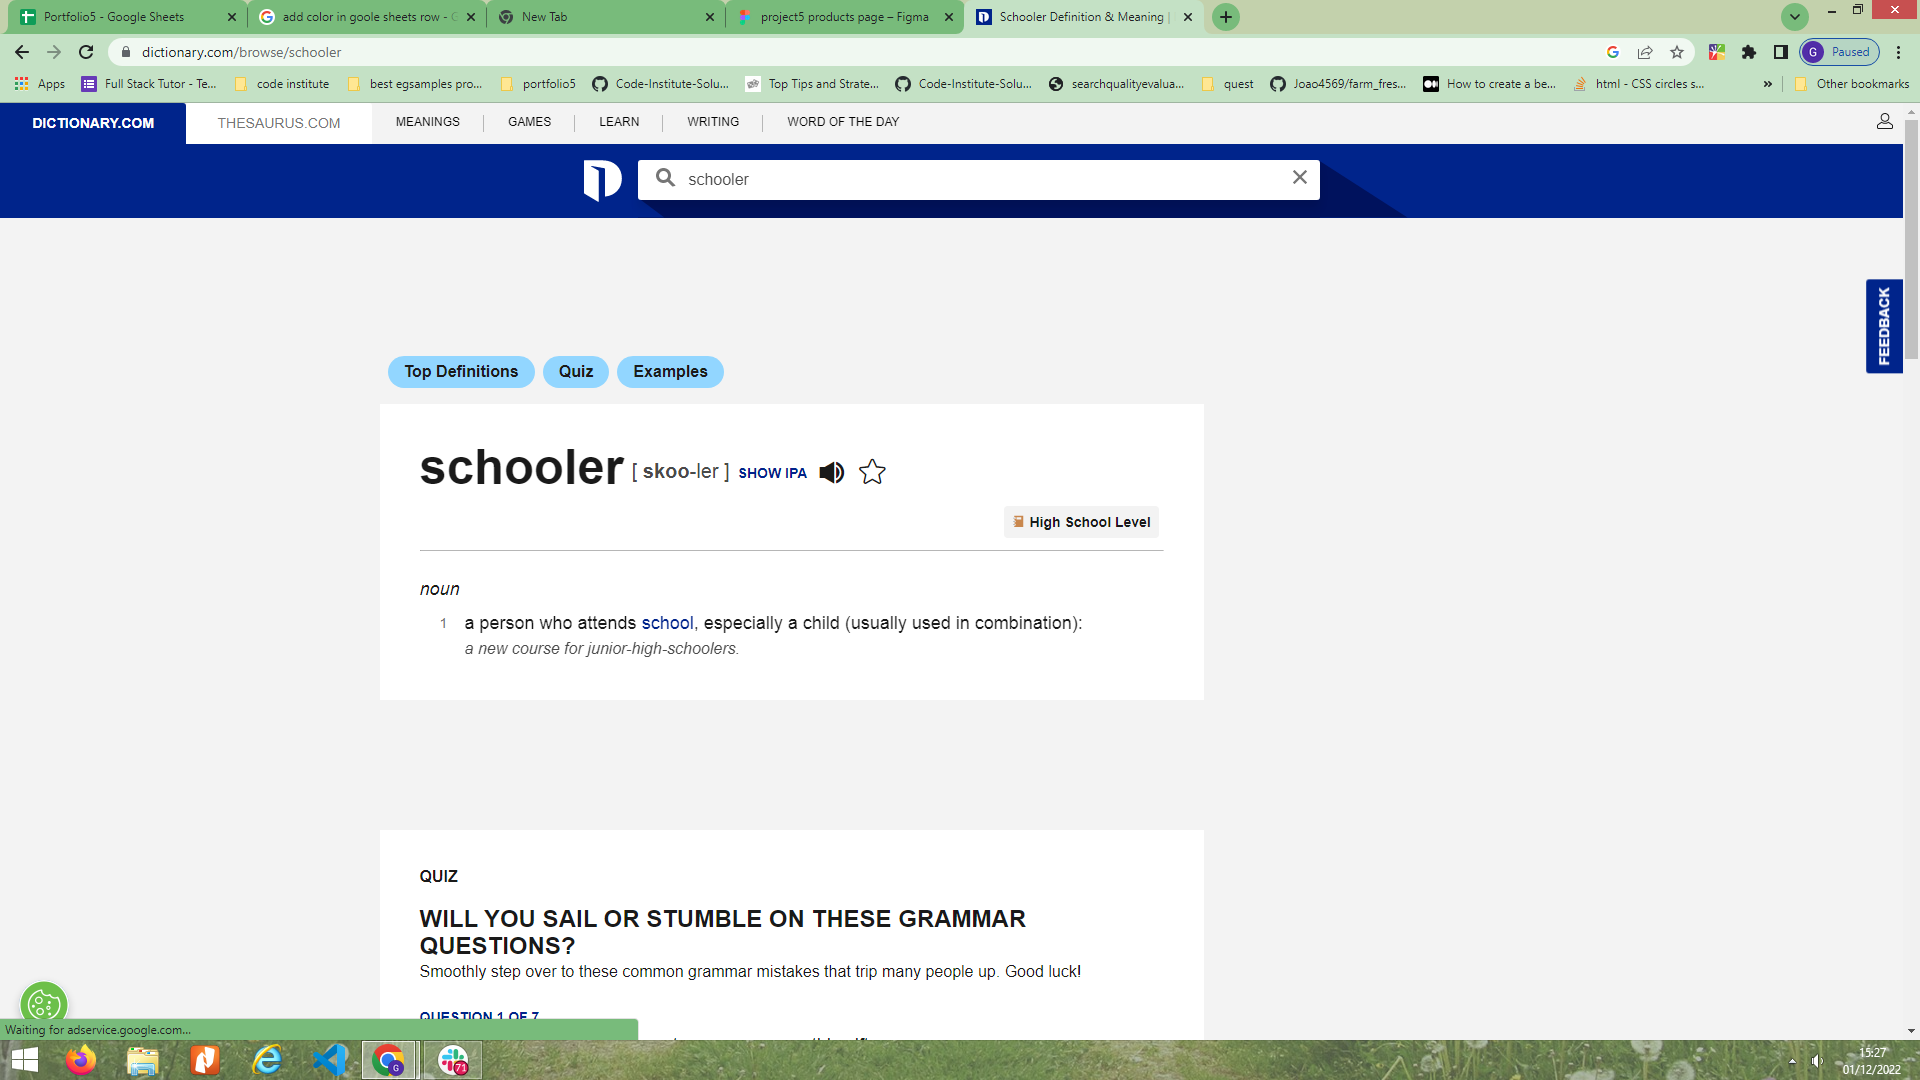 Portfolio5 - Google Sheets
add color in goole sheets row - G
New Tab
project5 products page – Figma
Schooler Definition & Meaning |
dictionary.com/browse/schooler
G Paused
Apps
Full Stack Tutor - Te...
code institute
best egsamples pro...
portfolio5
Code-Institute-Solu...
Top Tips and Strate...
Code-Institute-Solu...
searchqualityevalua...
quest
Joao4569/farm_fres...
How to create a be...
html - CSS circles s...
»
Other bookmarks
DICTIONARY.COM
THESAURUS.COM
MEANINGS
GAMES
LEARN
WRITING
WORD OF THE DAY
schooler
FEEDBACK
Top Definitions
Quiz
Examples
schooler [ skoo-ler ] SHOW IPA
High School Level
noun
1 a person who attends school, especially a child (usually used in combination):
a new course for junior-high-schoolers.
QUIZ
WILL YOU SAIL OR STUMBLE ON THESE GRAMMAR
QUESTIONS?
Smoothly step over to these common grammar mistakes that trip many people up. Good luck!
QUESTION 1 OF 7
Waiting for adservice.google.com...
G
71
15:27
01/12/2022